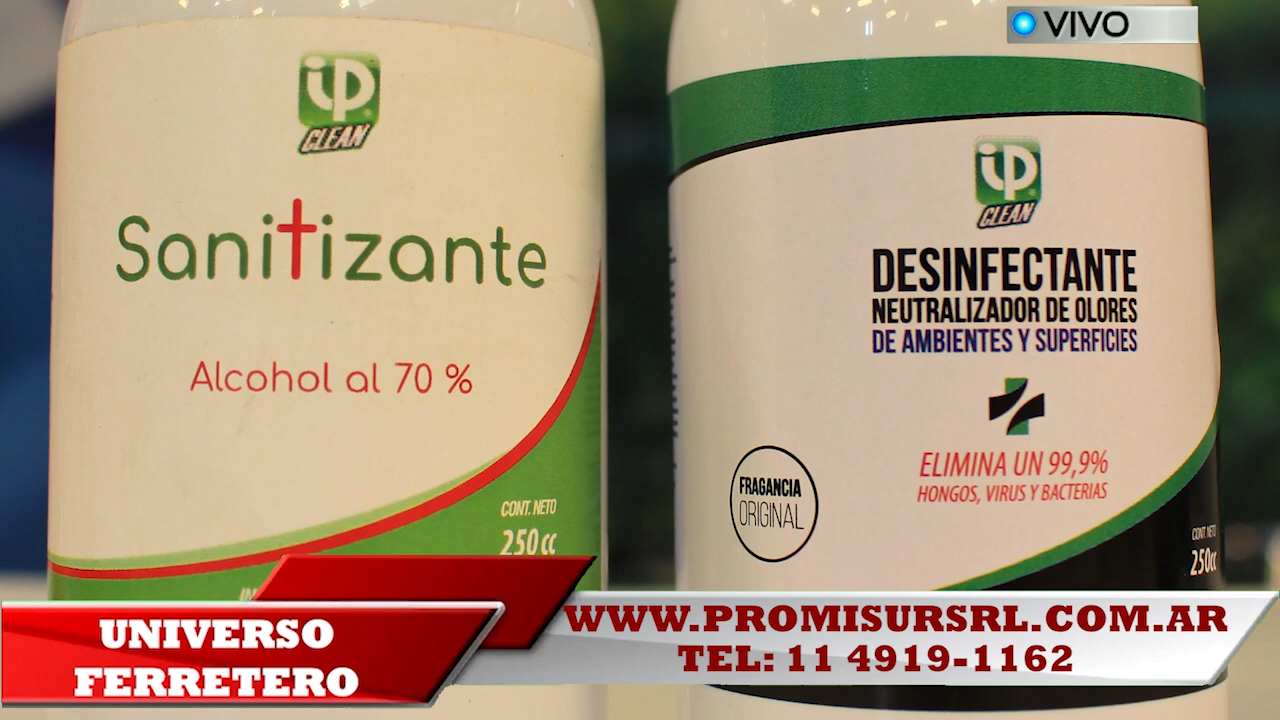 VIVO
ip
CLEAN
Sanitizante
Alcohol al 70 %
CONT. NETO
250 cc
ip
CLEAN
DESINFECTANTE
NEUTRALIZADOR DE OLORES
DE AMBIENTES Y SUPERFICIES
ELIMINA UN 99,9%
HONGOS, VIRUS Y BACTERIAS
FRAGANCIA
ORIGINAL
CONT. NETO
250cc
UNIVERSO
FERRETERO
WWW.PROMISURSRL.COM.AR
TEL: 11 4919-1162